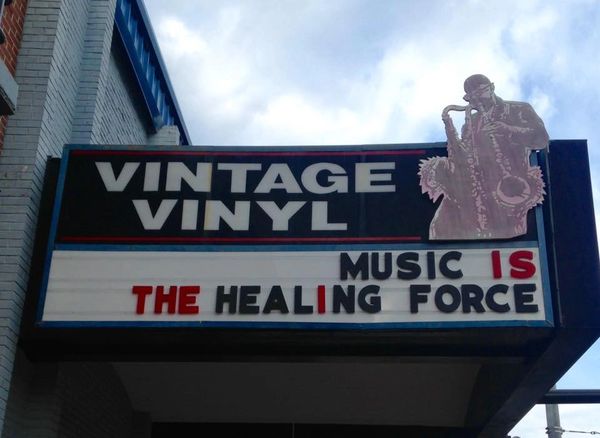 VINTAGE
VINYL
MUSIC IS
THE HEALING FORCE